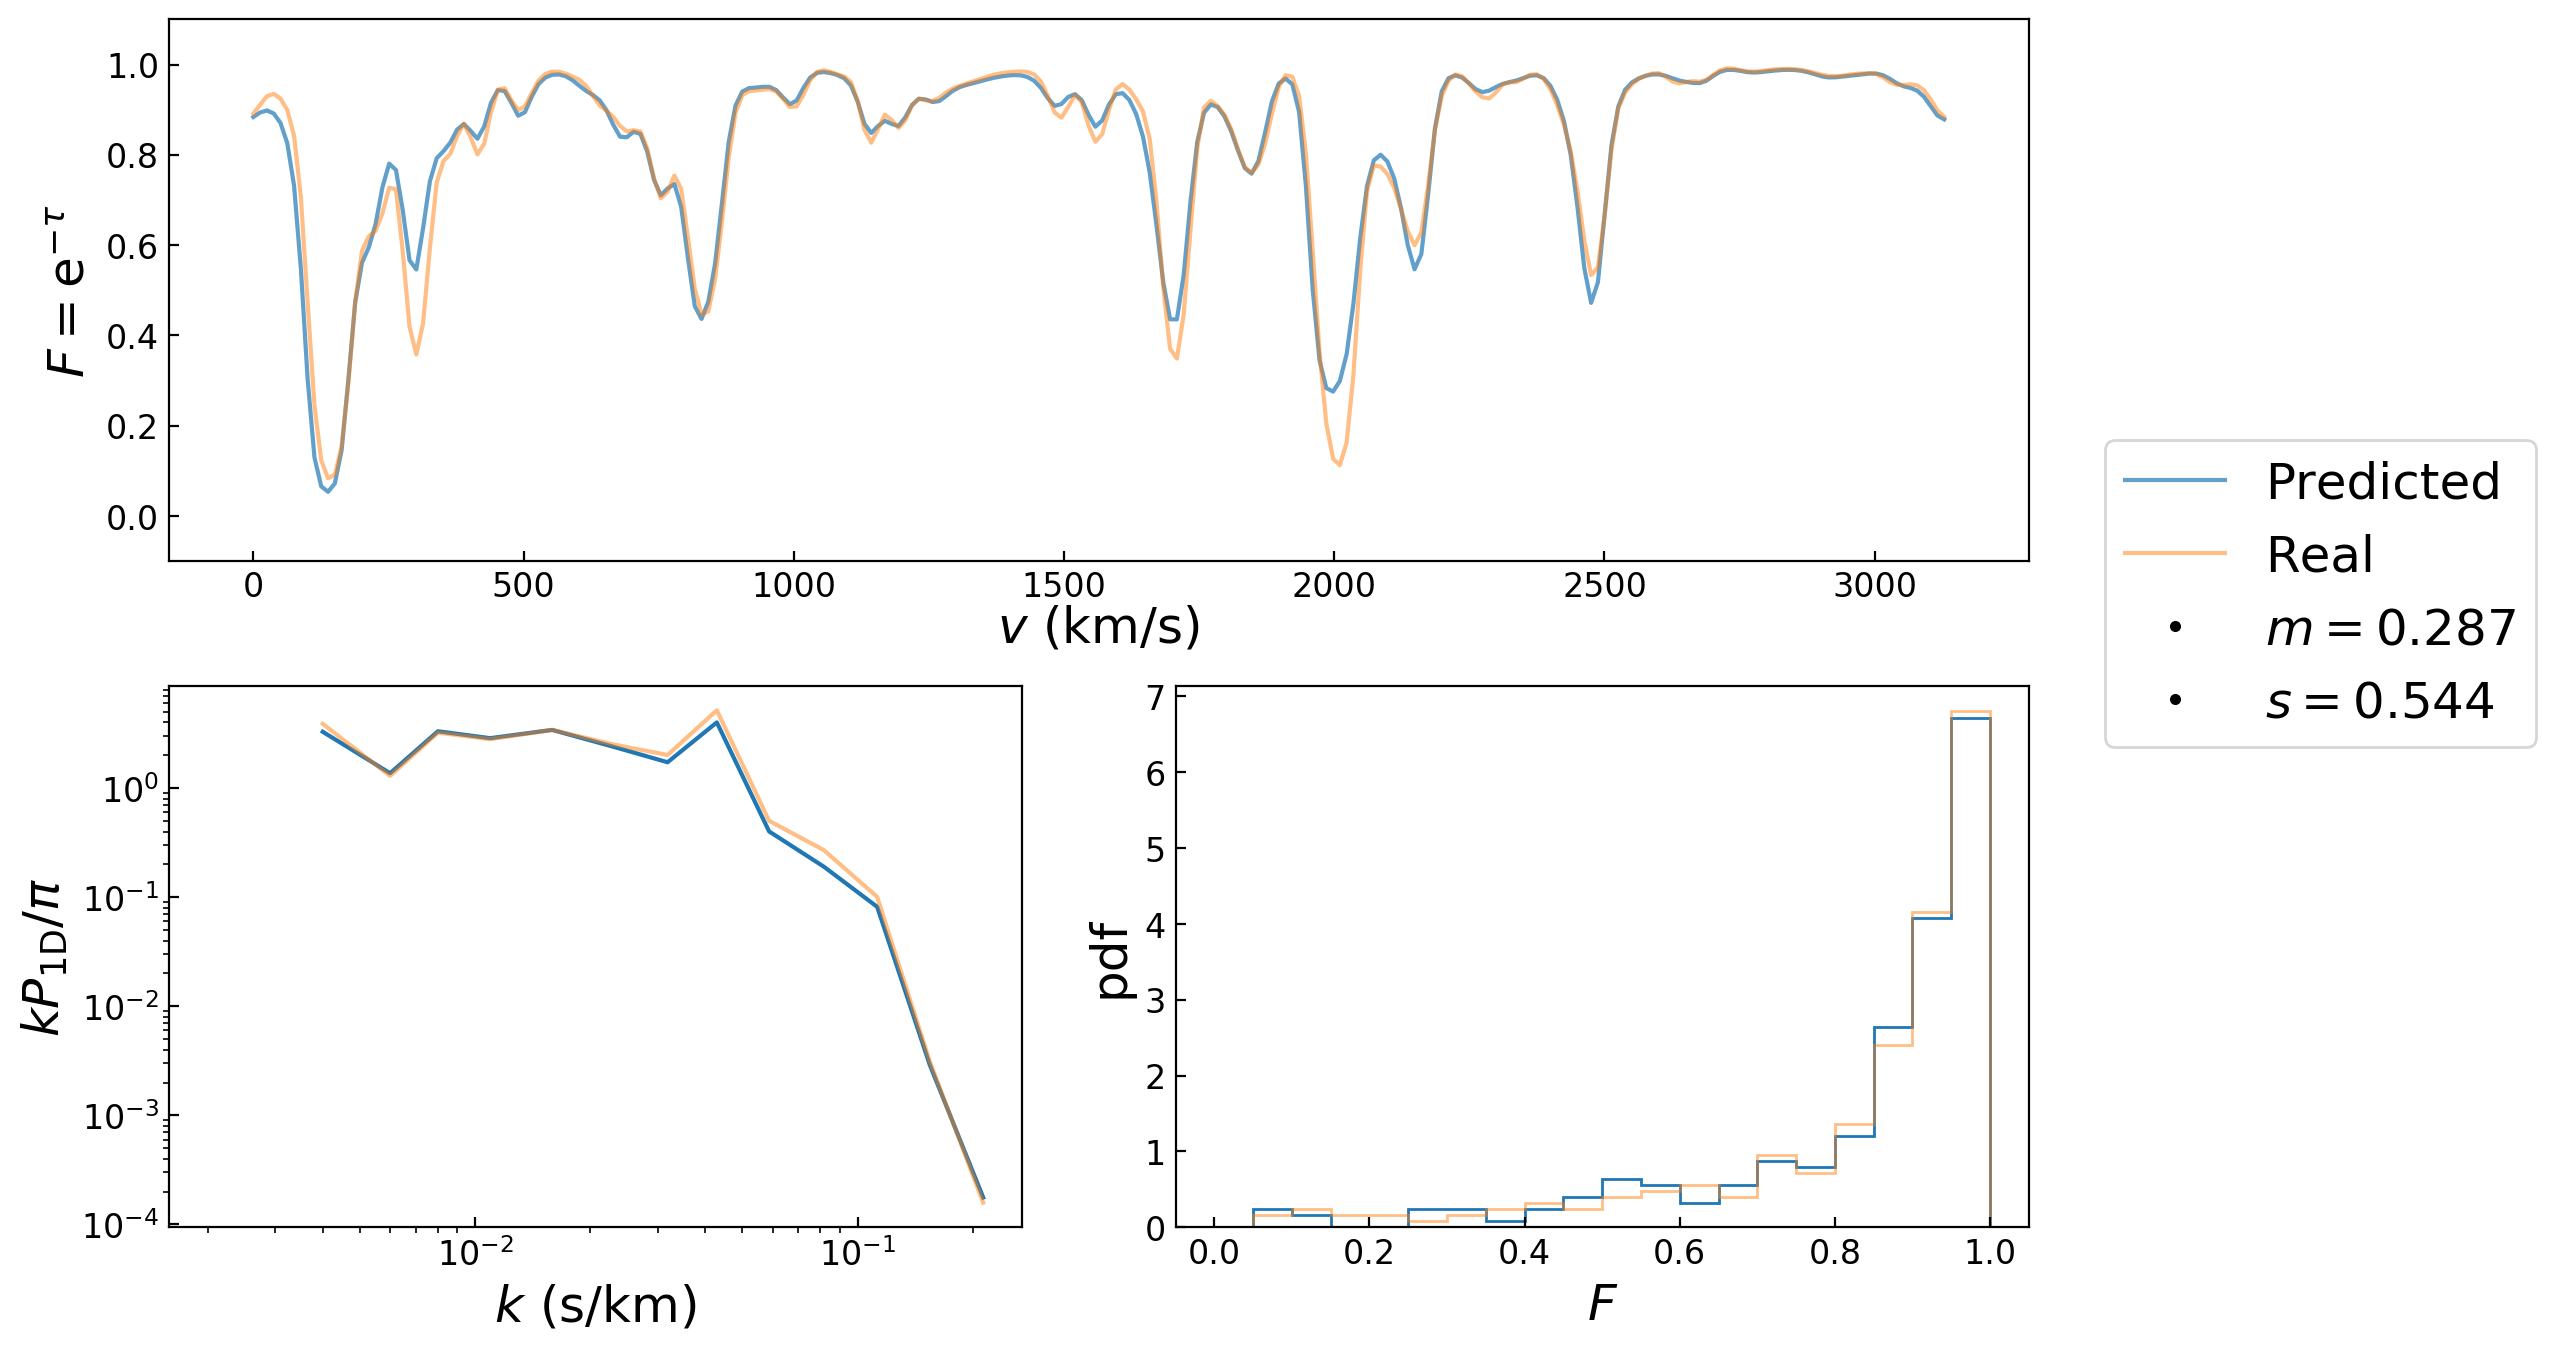 1.0
0.8
0.6
0.4
0.2
0.0
F = e^{−τ}
0 500 1000 1500 2000 2500 3000
v (km/s)
Predicted
Real
m = 0.287
s = 0.544
10^0
10^{−1}
10^{−2}
10^{−3}
10^{−4}
kP_{1D}/π
10^{−2} 10^{−1}
k (s/km)
7
6
5
4
3
2
1
0
pdf
0.0 0.2 0.4 0.6 0.8 1.0
F